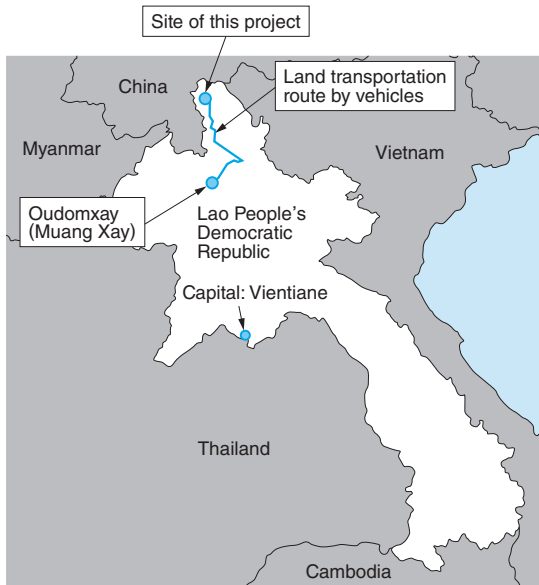 Site of this project
China
Land transportation
route by vehicles
Myanmar
Vietnam
Oudomxay
(Muang Xay)
Lao People's
Democratic
Republic
Capital: Vientiane
Thailand
Cambodia